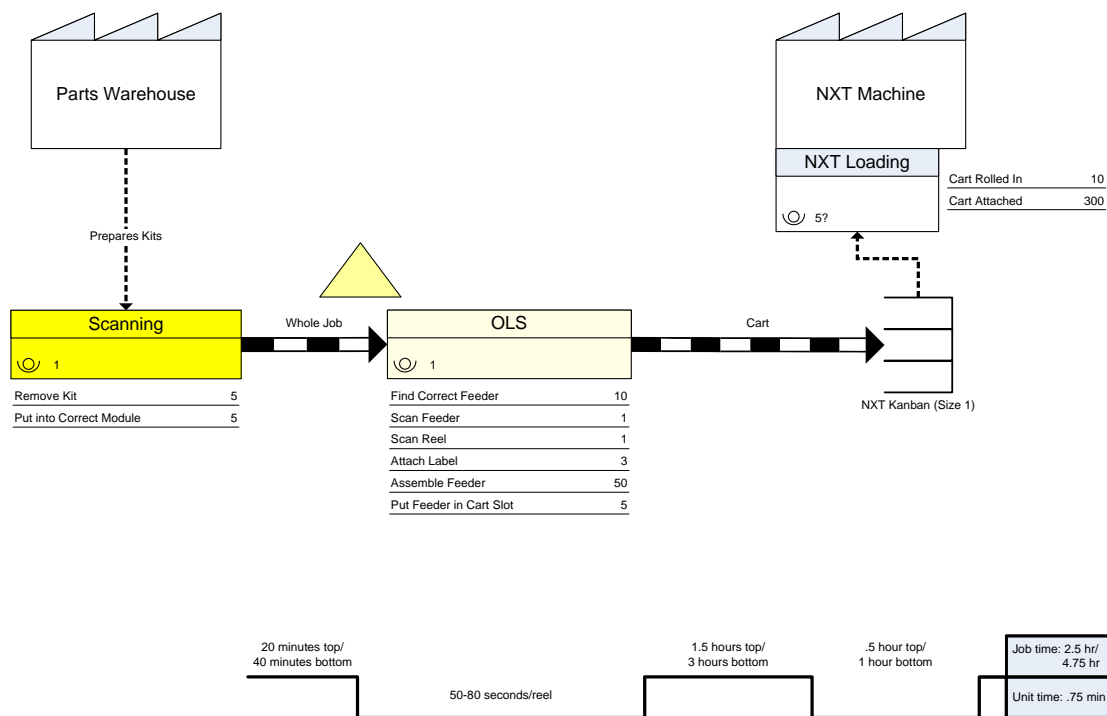 Parts Warehouse
NXT Machine
NXT Loading
Cart Rolled In 10
Cart Attached 300
5?
Prepares Kits
Scanning
Whole Job
OLS
Cart
1
1
NXT Kanban (Size 1)
Remove Kit 5
Put into Correct Module 5
Find Correct Feeder 10
Scan Feeder 1
Scan Reel 1
Attach Label 3
Assemble Feeder 50
Put Feeder in Cart Slot 5
20 minutes top/
40 minutes bottom
50-80 seconds/reel
1.5 hours top/
3 hours bottom
.5 hour top/
1 hour bottom
Job time: 2.5 hr/
4.75 hr
Unit time: .75 min